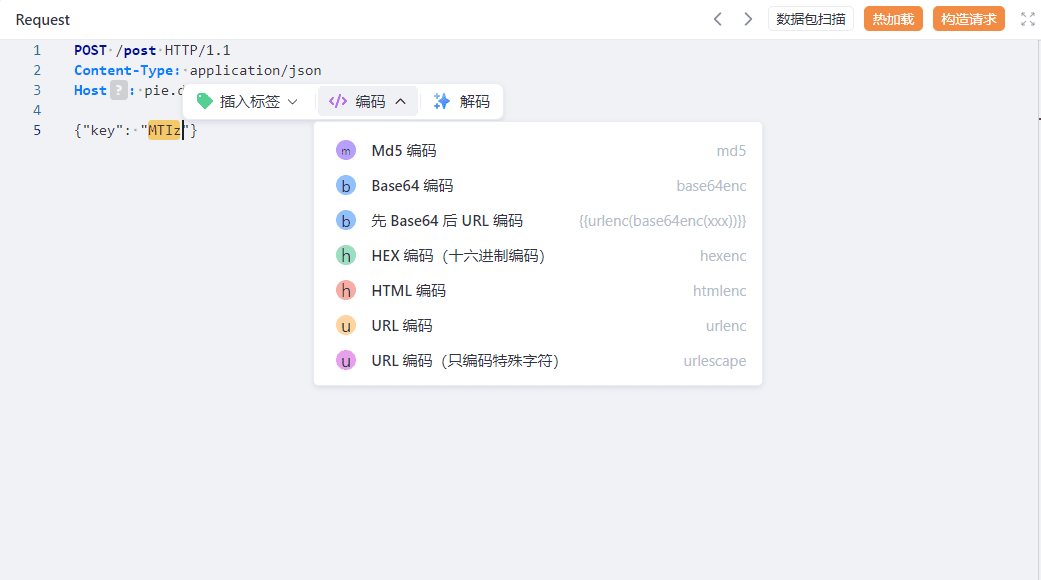 Request 数据包扫描 热加载 构造请求
1 POST /post HTTP/1.1
2 Content-Type: application/json
3 Host ? : pie.d
插入标签 编码 解码
4
5 {"key": "MTIz"}
m Md5 编码 md5
b Base64 编码 base64enc
b 先 Base64 后 URL 编码 {{urlenc(base64enc(xxx))}}
h HEX 编码（十六进制编码） hexenc
h HTML 编码 htmlenc
u URL 编码 urlenc
u URL 编码（只编码特殊字符） urlescape